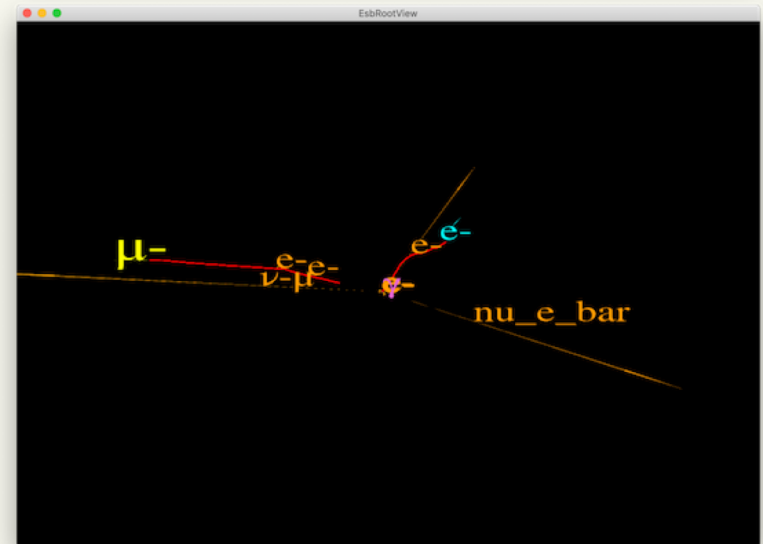 EsbRootView
e-
e-
μ-
e-
e-
ν-μ
e-
nu_e_bar